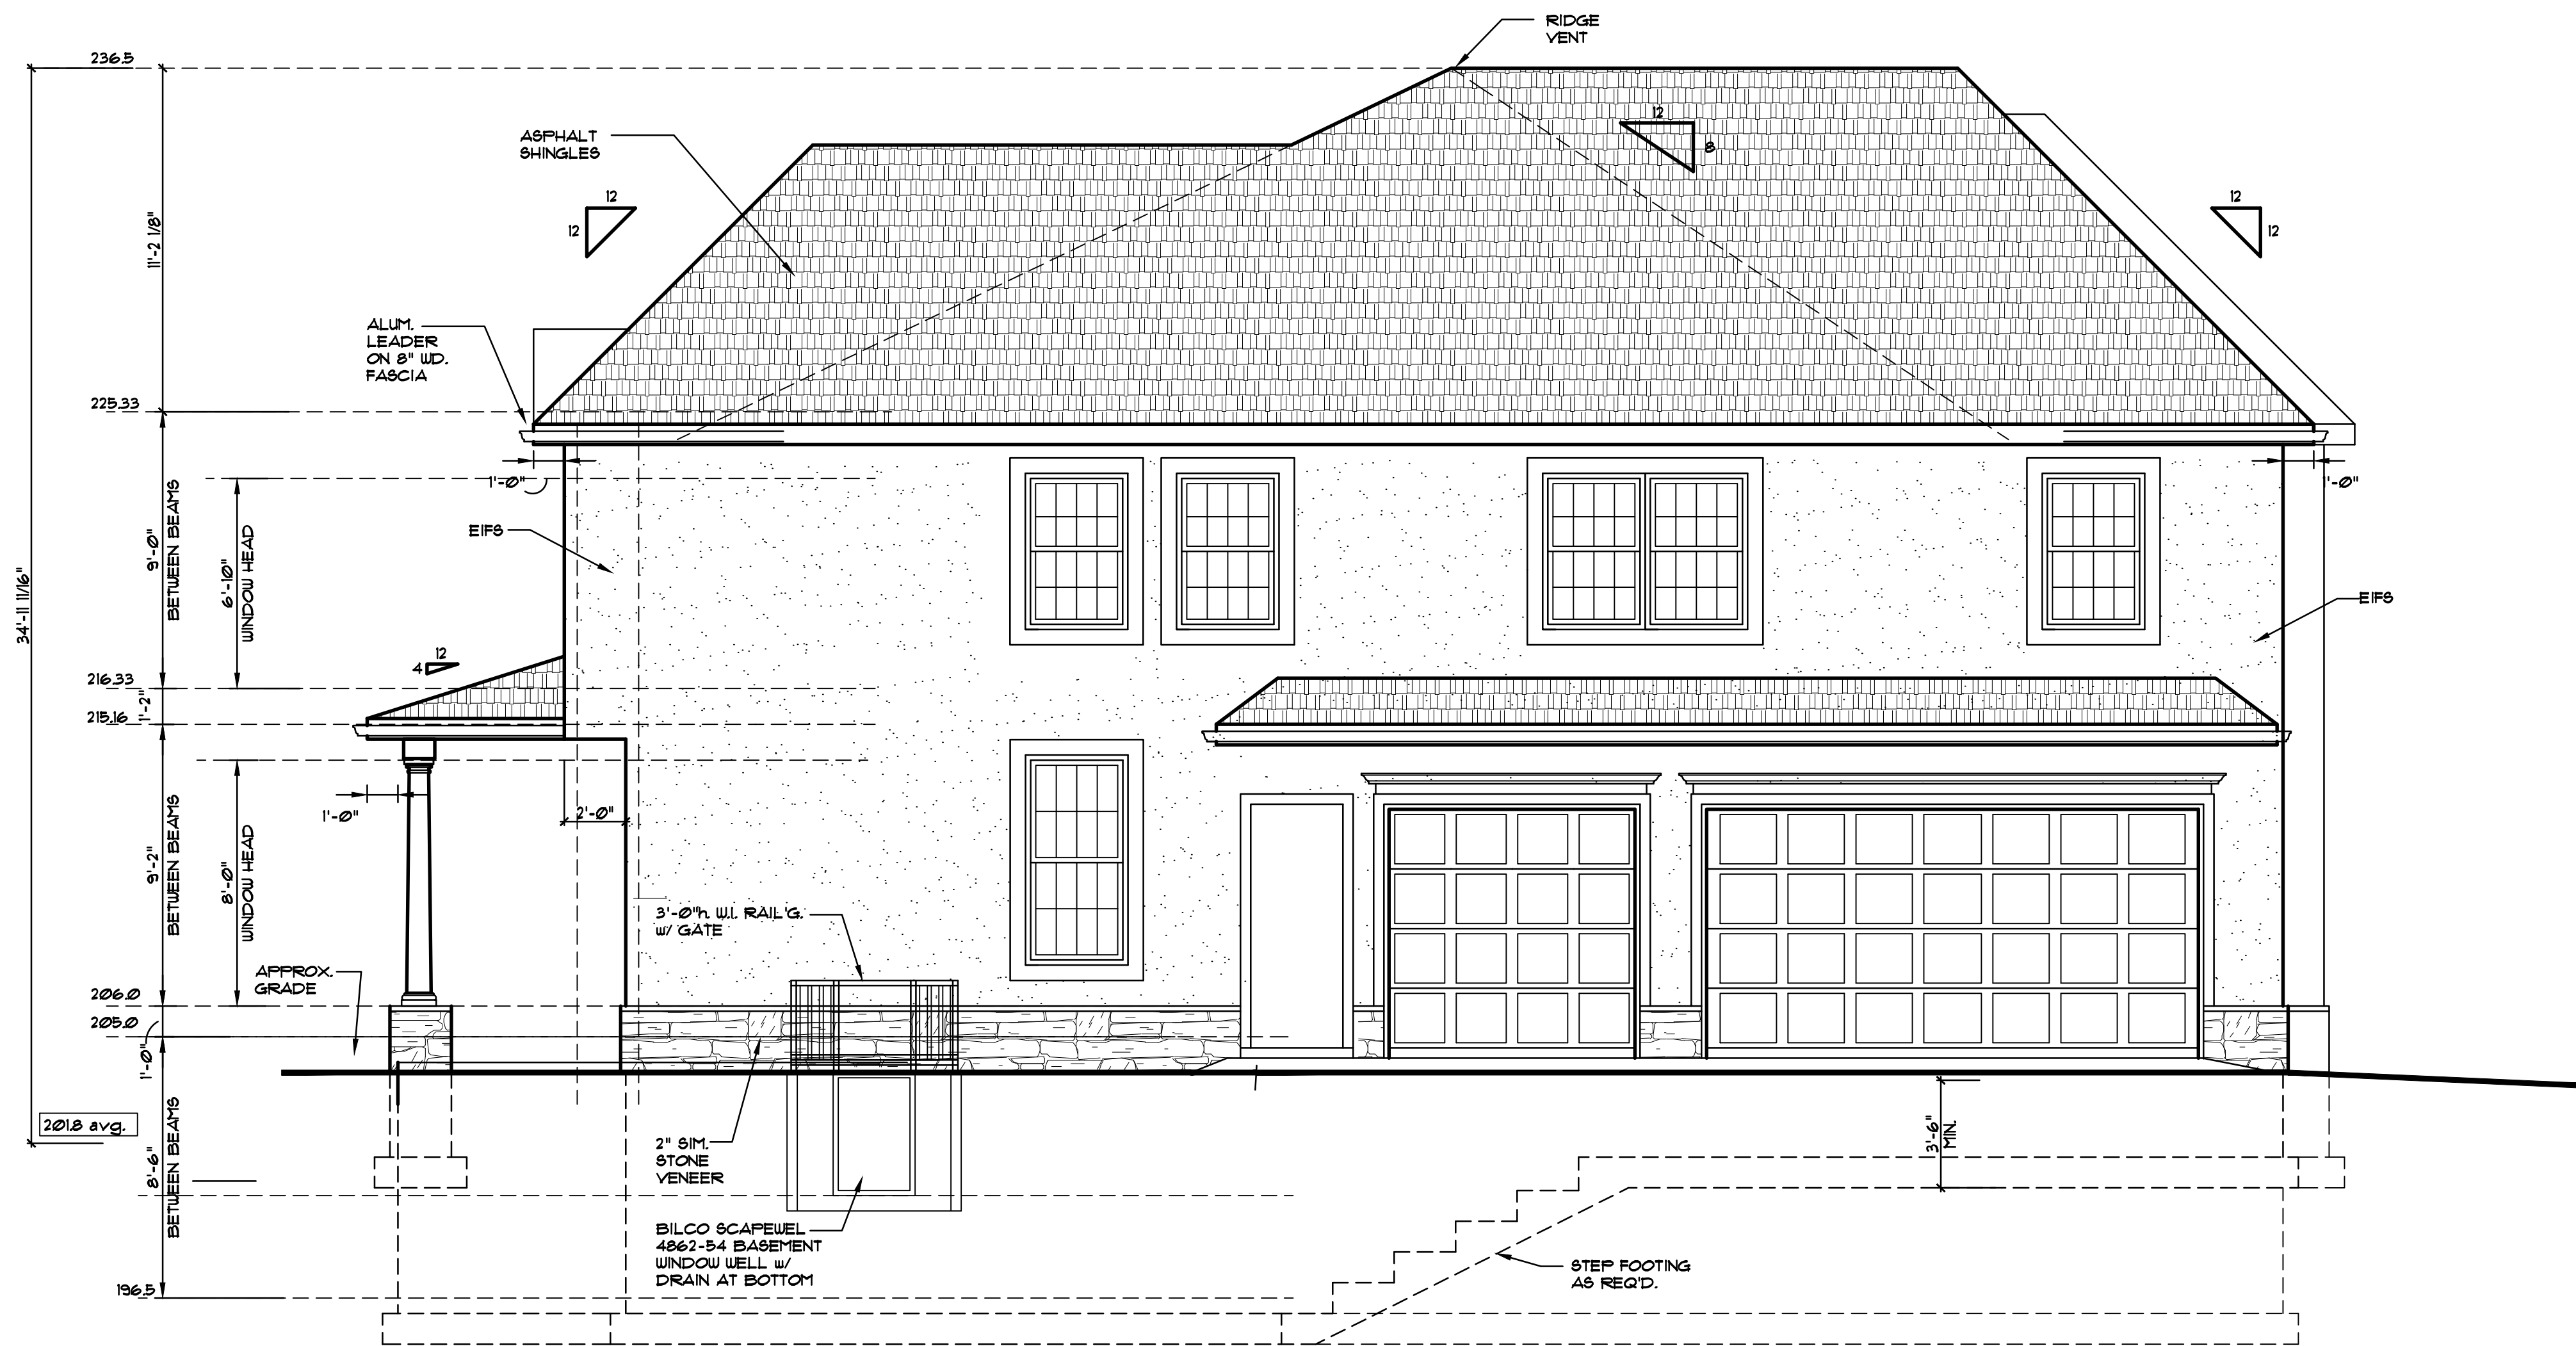 RIDGE
VENT
236.5
12
8
ASPHALT
SHINGLES
12
12
12
12
11'-2 1/8"
ALUM.
LEADER
ON 8" WD.
FASCIA
225.33
1'-0"
1'-0"
9'-0"
BETWEEN BEAMS
6'-10"
WINDOW HEAD
EIFS
EIFS
34'-11 11/16"
12
4
216.33
1'-2"
215.16
1'-0"
2'-0"
9'-2"
BETWEEN BEAMS
8'-0"
WINDOW HEAD
3'-0"h. W.I. RAIL'G.
w/ GATE
APPROX.
GRADE
206.0
205.0
1'-0"
201.8 avg.
8'-6"
BETWEEN BEAMS
2" SIM.
STONE
VENEER
3'-6"
MIN.
BILCO SCAPEWEL
4862-54 BASEMENT
WINDOW WELL w/
DRAIN AT BOTTOM
STEP FOOTING
AS REQ'D.
196.5